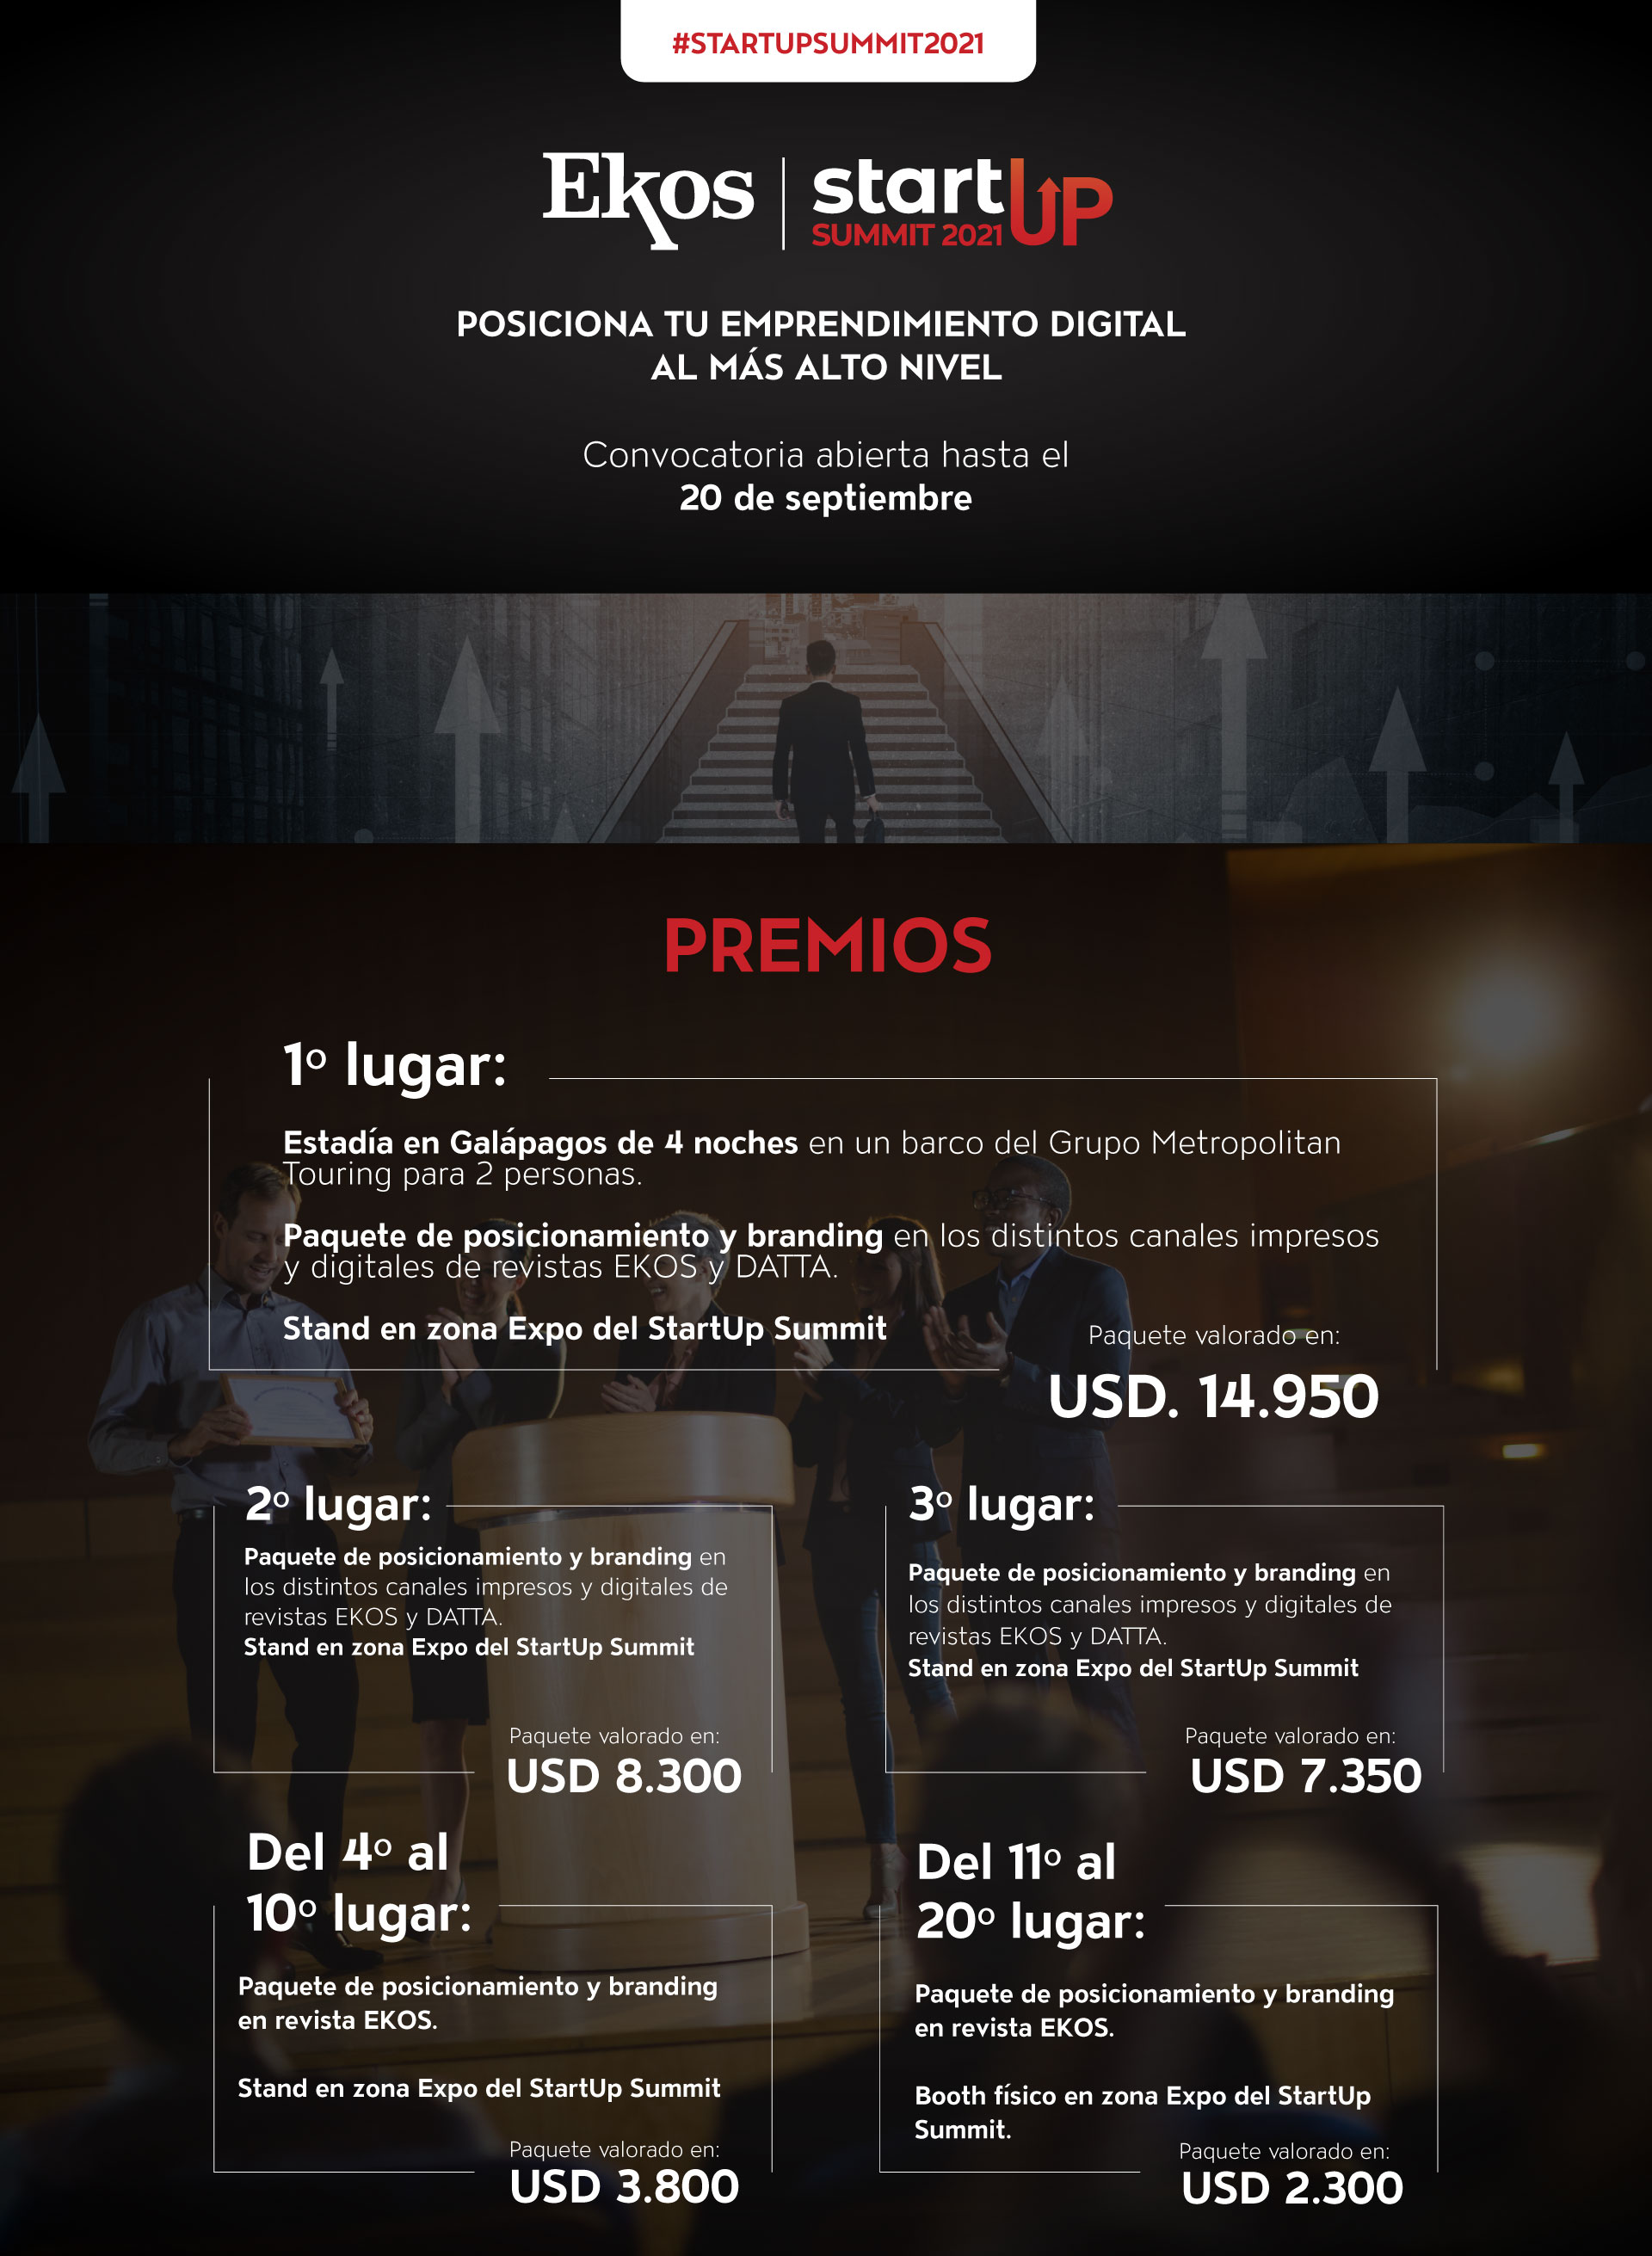 #STARTUPSUMMIT2021
Ekos | startUP
SUMMIT 2021
POSICIONA TU EMPRENDIMIENTO DIGITAL
AL MÁS ALTO NIVEL
Convocatoria abierta hasta el
20 de septiembre
PREMIOS
1º lugar:
Estadía en Galápagos de 4 noches en un barco del Grupo Metropolitan
Touring para 2 personas.
Paquete de posicionamiento y branding en los distintos canales impresos
y digitales de revistas EKOS y DATTA.
Stand en zona Expo del StartUp Summit
Paquete valorado en:
USD. 14.950
2º lugar:
Paquete de posicionamiento y branding en
los distintos canales impresos y digitales de
revistas EKOS y DATTA.
Stand en zona Expo del StartUp Summit
Paquete valorado en:
USD 8.300
3º lugar:
Paquete de posicionamiento y branding en
los distintos canales impresos y digitales de
revistas EKOS y DATTA.
Stand en zona Expo del StartUp Summit
Paquete valorado en:
USD 7.350
Del 4º al
10º lugar:
Paquete de posicionamiento y branding
en revista EKOS.
Stand en zona Expo del StartUp Summit
Paquete valorado en:
USD 3.800
Del 11º al
20º lugar:
Paquete de posicionamiento y branding
en revista EKOS.
Booth físico en zona Expo del StartUp
Summit.
Paquete valorado en:
USD 2.300